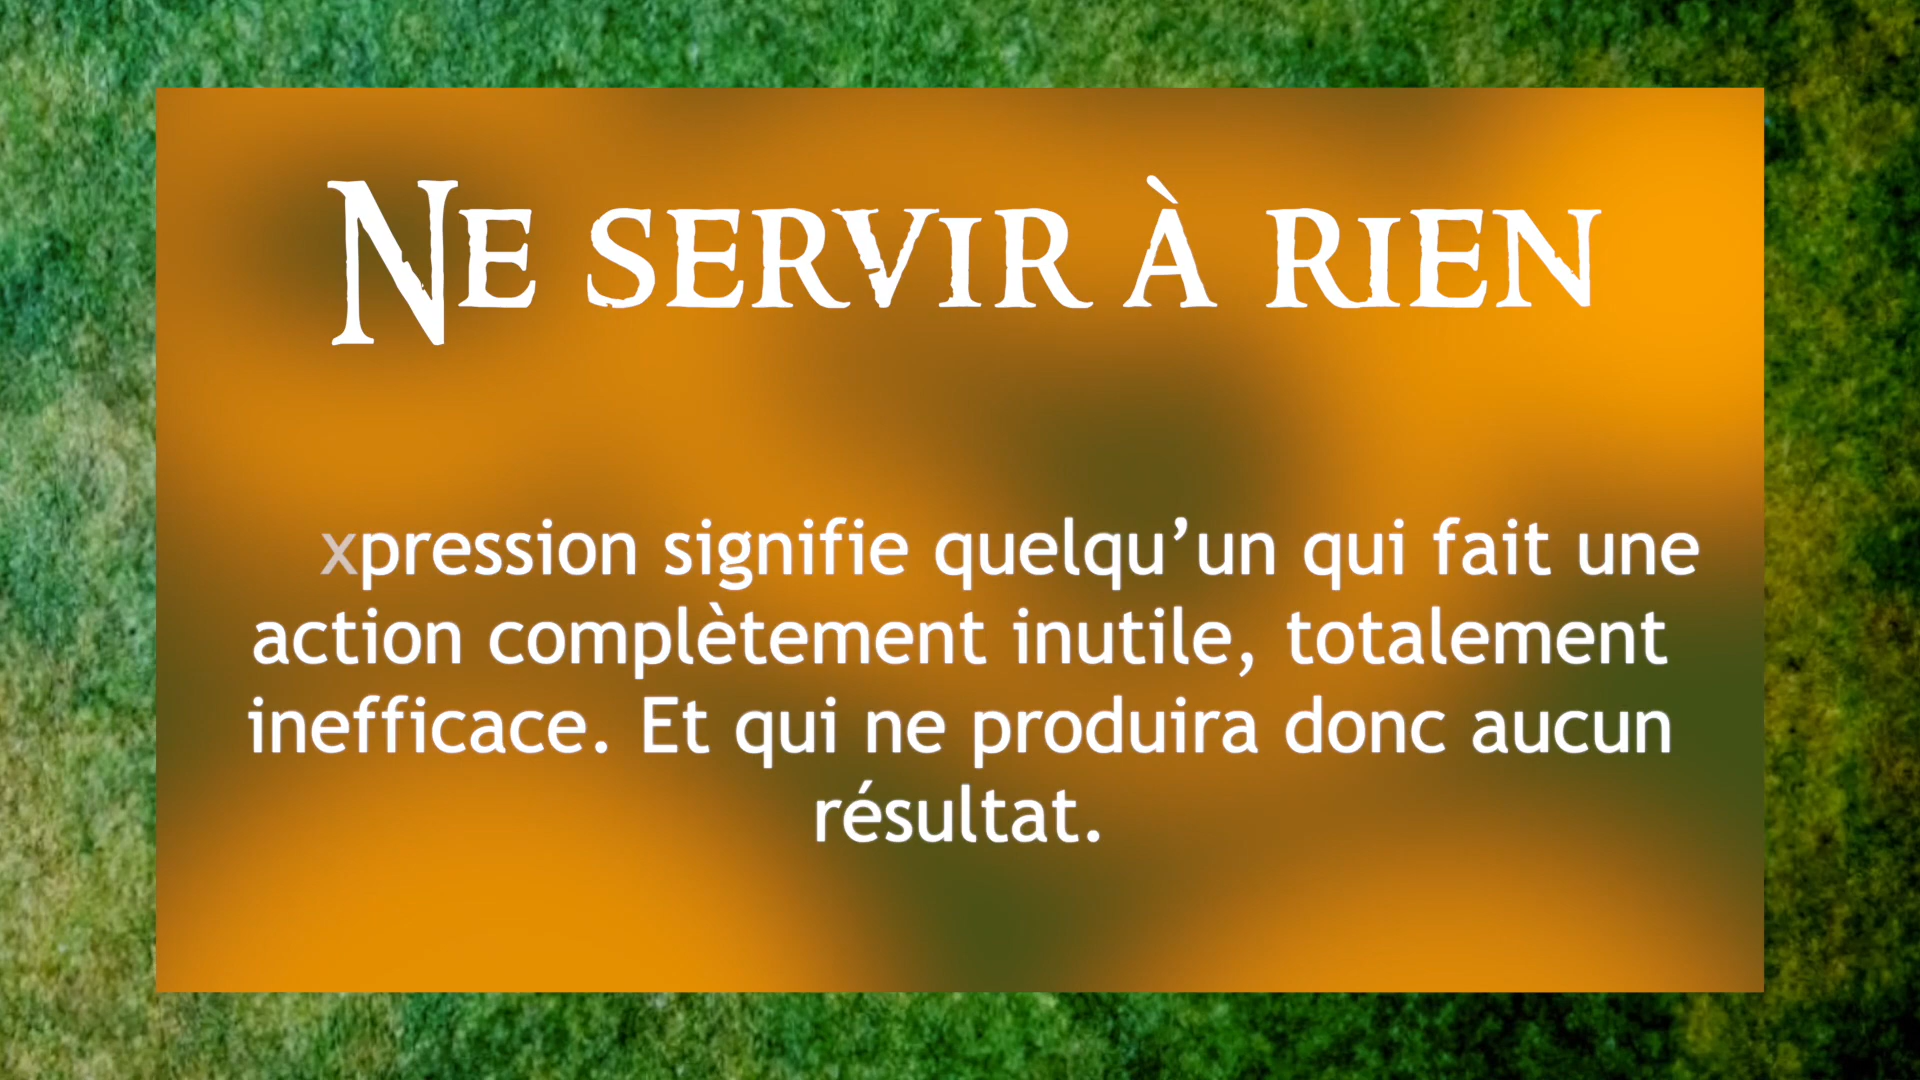 Ne servir à rien
xpression signifie quelqu’un qui fait une
action complètement inutile, totalement
inefficace. Et qui ne produira donc aucun
résultat.